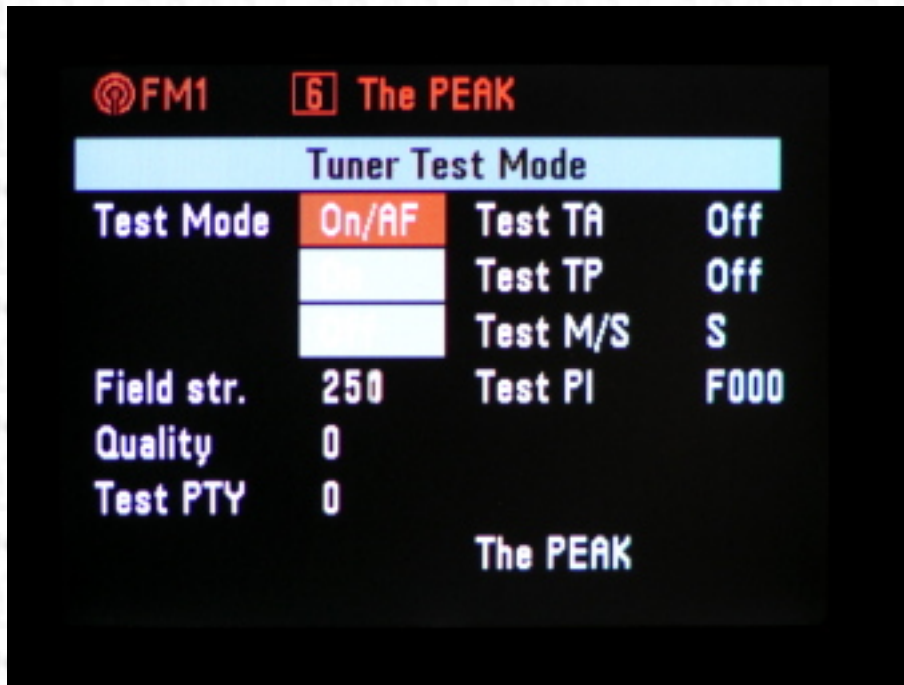 FM1 6 The PEAK
Tuner Test Mode
Test Mode On/AF Test TA Off
Test TP Off
Test M/S S
Field str. 250 Test PI F000
Quality 0
Test PTY 0
The PEAK